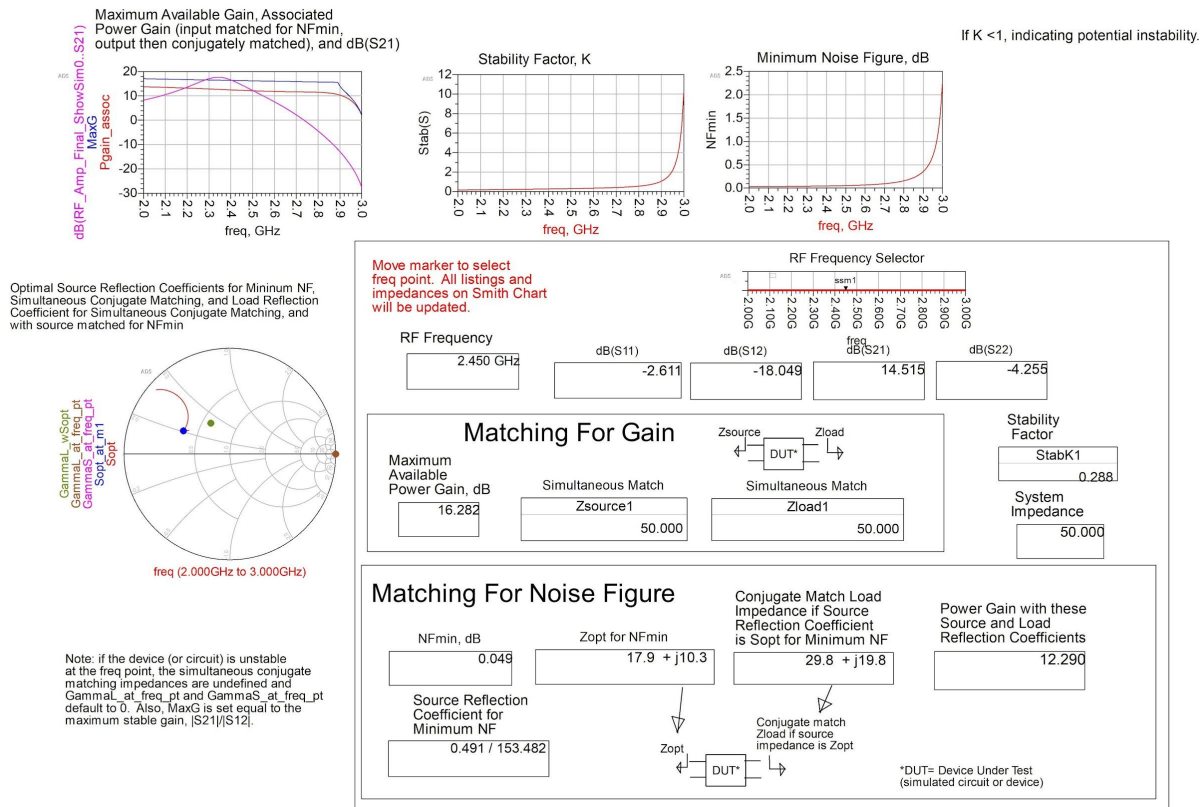 Maximum Available Gain, Associated
Power Gain (input matched for NFmin,
output then conjugately matched), and dB(S21)
If K <1, indicating potential instability.
ADS
dB(RF_Amp_Final_ShowSim0..S21)
MaxG
Pgain_assoc
20
10
0
-10
-20
-30
2.0
2.1
2.2
2.3
2.4
2.5
2.6
2.7
2.8
2.9
3.0
freq, GHz
Stability Factor, K
ADS
Stab(S)
12
10
8
6
4
2
0
2.0
2.1
2.2
2.3
2.4
2.5
2.6
2.7
2.8
2.9
3.0
freq, GHz
Minimum Noise Figure, dB
ADS
NFmin
2.5
2.0
1.5
1.0
0.5
0.0
2.0
2.1
2.2
2.3
2.4
2.5
2.6
2.7
2.8
2.9
3.0
freq, GHz
Optimal Source Reflection Coefficients for Mininum NF,
Simultaneous Conjugate Matching, and Load Reflection
Coefficient for Simultaneous Conjugate Matching, and
with source matched for NFmin
ADS
GammaL_wSopt
GammaL_at_freq_pt
GammaS_at_freq_pt
Sopt_at_m1
Sopt
freq (2.000GHz to 3.000GHz)
Note: if the device (or circuit) is unstable
at the freq point, the simultaneous conjugate
matching impedances are undefined and
GammaL_at_freq_pt and GammaS_at_freq_pt
default to 0. Also, MaxG is set equal to the
maximum stable gain, |S21|/|S12|.
Move marker to select
freq point. All listings and
impedances on Smith Chart
will be updated.
RF Frequency Selector
ADS
ssm1
2.00G
2.10G
2.20G
2.30G
2.40G
2.50G
2.60G
2.70G
2.80G
2.90G
3.00G
freq
RF Frequency
2.450 GHz
dB(S11)
-2.611
dB(S12)
-18.049
dB(S21)
14.515
dB(S22)
-4.255
Matching For Gain
Zsource
DUT*
Zload
Maximum
Available
Power Gain, dB
16.282
Simultaneous Match
Zsource1
50.000
Simultaneous Match
Zload1
50.000
Stability
Factor
StabK1
0.288
System
Impedance
50.000
Matching For Noise Figure
NFmin, dB
0.049
Zopt for NFmin
17.9 + j10.3
Conjugate Match Load
Impedance if Source
Reflection Coefficient
is Sopt for Minimum NF
29.8 + j19.8
Power Gain with these
Source and Load
Reflection Coefficients
12.290
Source Reflection
Coefficient for
Minimum NF
0.491 / 153.482
Zopt
DUT*
Conjugate match
Zload if source
impedance is Zopt
*DUT= Device Under Test
(simulated circuit or device)